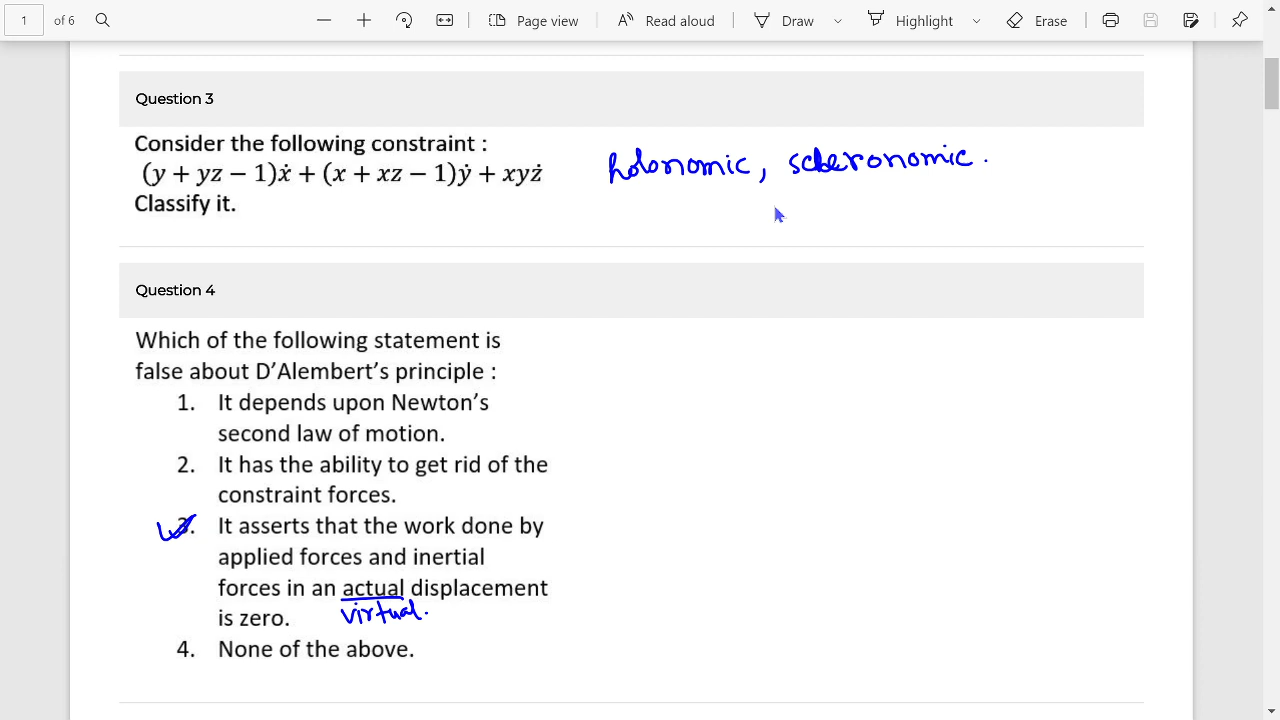 1 of 6 Page view Read aloud Draw Highlight Erase
Question 3
Consider the following constraint :
(y + yz − 1)ẋ + (x + xz − 1)ẏ + xyż
holonomic, scleronomic.
Classify it.
Question 4
Which of the following statement is
false about D’Alembert’s principle :
1. It depends upon Newton’s
second law of motion.
2. It has the ability to get rid of the
constraint forces.
3. It asserts that the work done by
applied forces and inertial
forces in an actual displacement
is zero.
virtual.
4. None of the above.